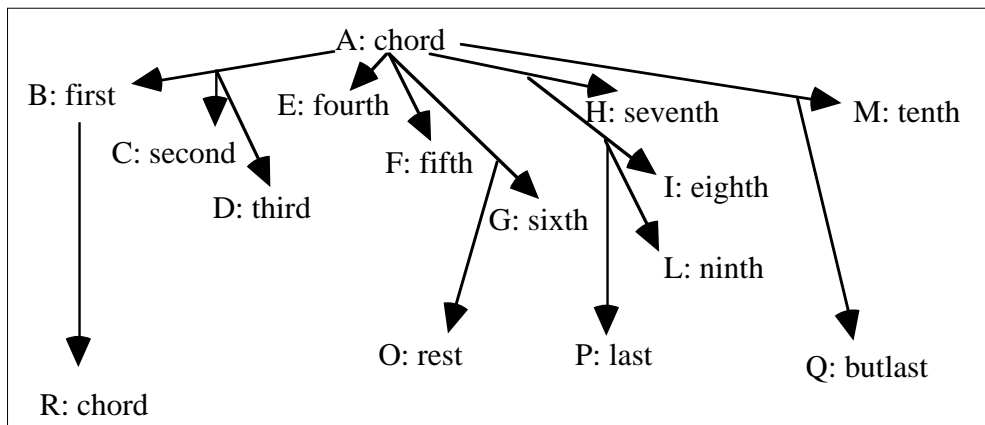 A: chord
B: first
E: fourth
H: seventh
M: tenth
C: second
F: fifth
I: eighth
D: third
G: sixth
L: ninth
O: rest
P: last
Q: butlast
R: chord